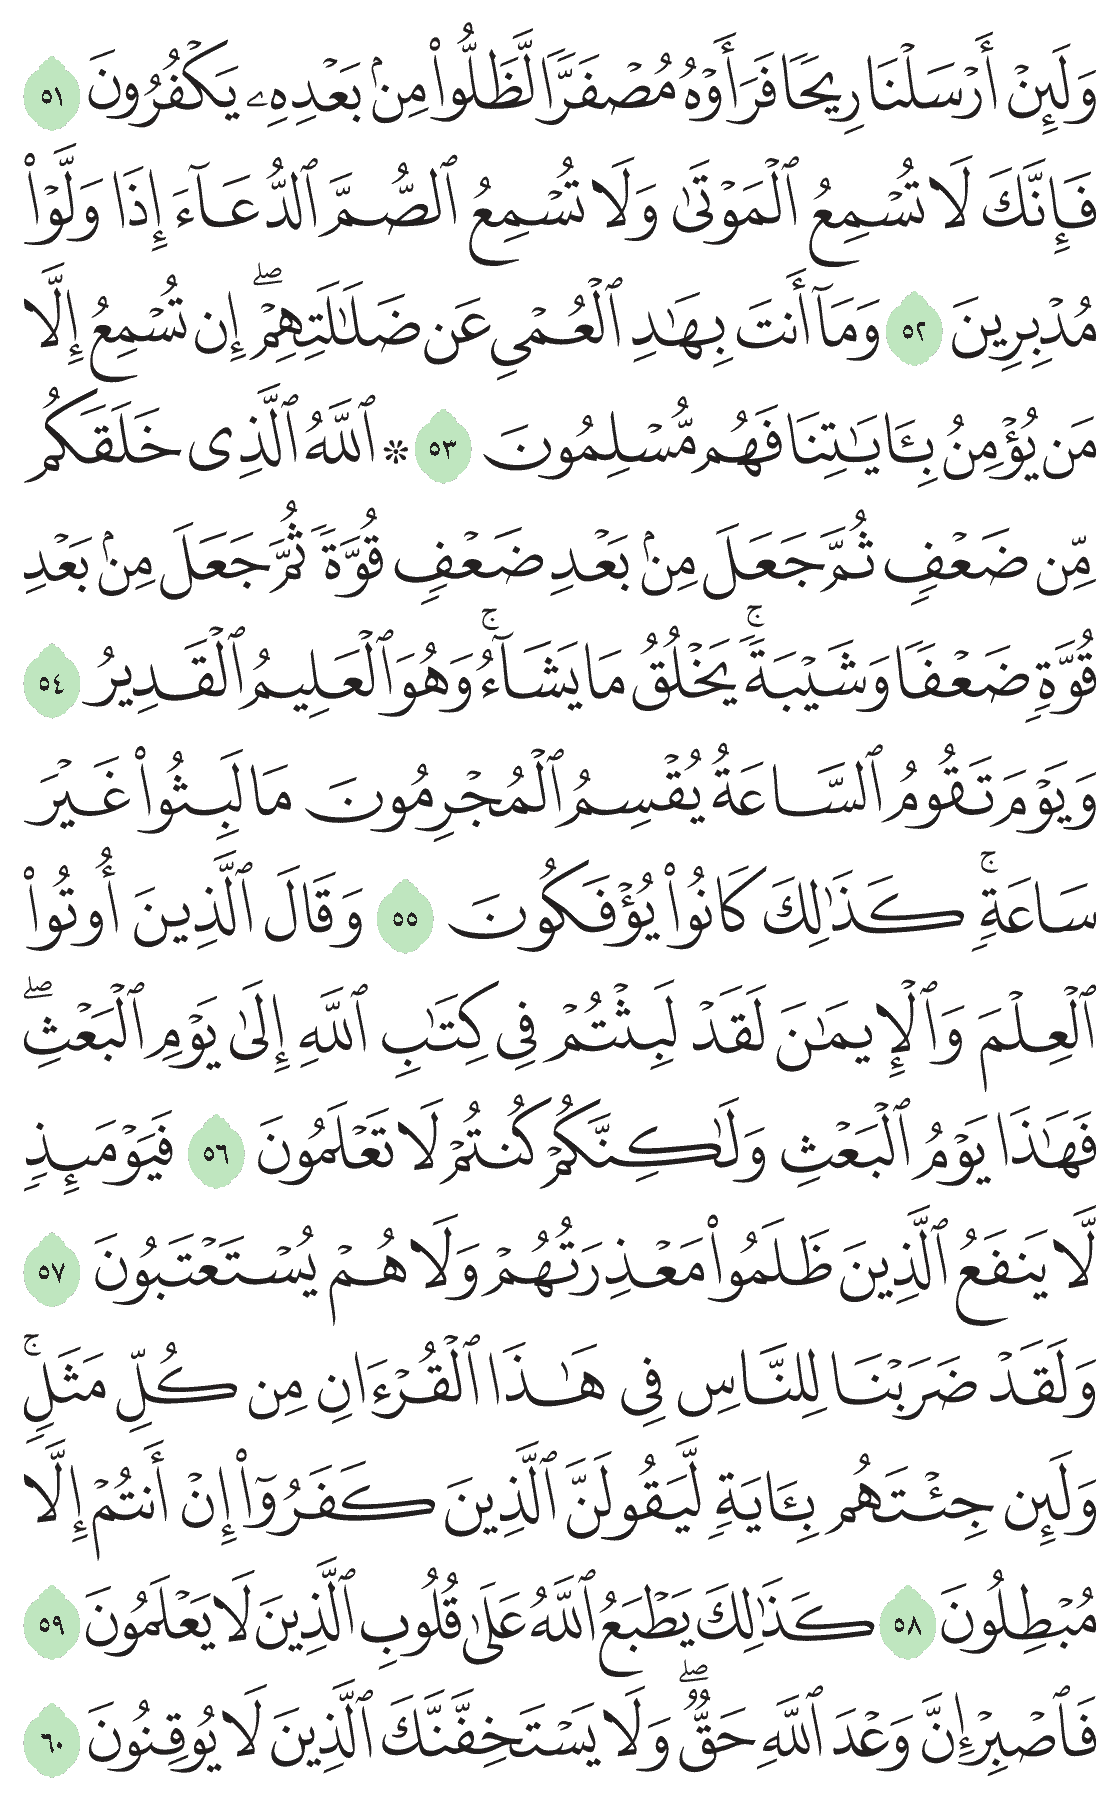 وَلَئِنْ أَرْسَلْنَا رِيحًا فَرَأَوْهُ مُصْفَرًّا لَّظَلُّوا۟ مِنۢ بَعْدِهِۦ يَكْفُرُونَ ٥١
فَإِنَّكَ لَا تُسْمِعُ ٱلْمَوْتَىٰ وَلَا تُسْمِعُ ٱلصُّمَّ ٱلدُّعَآءَ إِذَا وَلَّوْا۟
مُدْبِرِينَ ٥٢ وَمَآ أَنتَ بِهَـٰدِ ٱلْعُمْىِ عَن ضَلَـٰلَتِهِمْ ۖ إِن تُسْمِعُ إِلَّا
مَن يُؤْمِنُ بِـَٔايَـٰتِنَا فَهُم مُّسْلِمُونَ ٥٣ * ٱللَّهُ ٱلَّذِى خَلَقَكُم
مِّن ضَعْفٍ ثُمَّ جَعَلَ مِنۢ بَعْدِ ضَعْفٍ قُوَّةً ثُمَّ جَعَلَ مِنۢ بَعْدِ
قُوَّةٍ ضَعْفًا وَشَيْبَةً ۚ يَخْلُقُ مَا يَشَآءُ ۚ وَهُوَ ٱلْعَلِيمُ ٱلْقَدِيرُ ٥٤
وَيَوْمَ تَقُومُ ٱلسَّاعَةُ يُقْسِمُ ٱلْمُجْرِمُونَ مَا لَبِثُوا۟ غَيْرَ
سَاعَةٍ ۚ كَذَٰلِكَ كَانُوا۟ يُؤْفَكُونَ ٥٥ وَقَالَ ٱلَّذِينَ أُوتُوا۟
ٱلْعِلْمَ وَٱلْإِيمَـٰنَ لَقَدْ لَبِثْتُمْ فِى كِتَـٰبِ ٱللَّهِ إِلَىٰ يَوْمِ ٱلْبَعْثِ ۖ
فَهَـٰذَا يَوْمُ ٱلْبَعْثِ وَلَـٰكِنَّكُمْ كُنتُمْ لَا تَعْلَمُونَ ٥٦ فَيَوْمَئِذٍ
لَّا يَنفَعُ ٱلَّذِينَ ظَلَمُوا۟ مَعْذِرَتُهُمْ وَلَا هُمْ يُسْتَعْتَبُونَ ٥٧
وَلَقَدْ ضَرَبْنَا لِلنَّاسِ فِى هَـٰذَا ٱلْقُرْءَانِ مِن كُلِّ مَثَلٍ ۚ
وَلَئِن جِئْتَهُم بِـَٔايَةٍ لَّيَقُولَنَّ ٱلَّذِينَ كَفَرُوٓا۟ إِنْ أَنتُمْ إِلَّا
مُبْطِلُونَ ٥٨ كَذَٰلِكَ يَطْبَعُ ٱللَّهُ عَلَىٰ قُلُوبِ ٱلَّذِينَ لَا يَعْلَمُونَ ٥٩
فَٱصْبِرْ إِنَّ وَعْدَ ٱللَّهِ حَقٌّ ۖ وَلَا يَسْتَخِفَّنَّكَ ٱلَّذِينَ لَا يُوقِنُونَ ٦٠